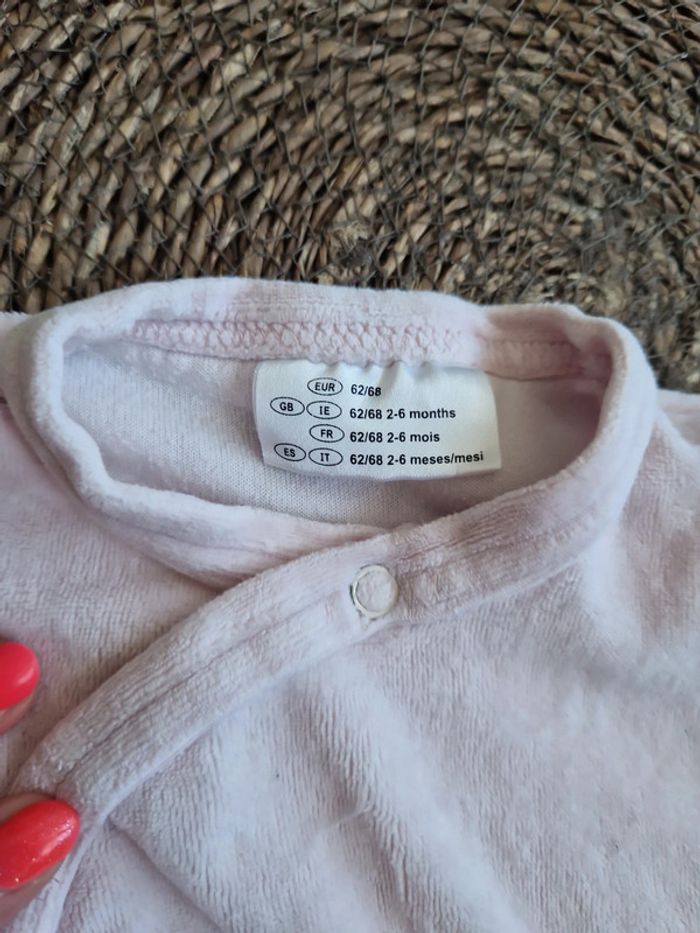 EUR 62/68
GB IE 62/68 2-6 months
FR 62/68 2-6 mois
ES IT 62/68 2-6 meses/mesi